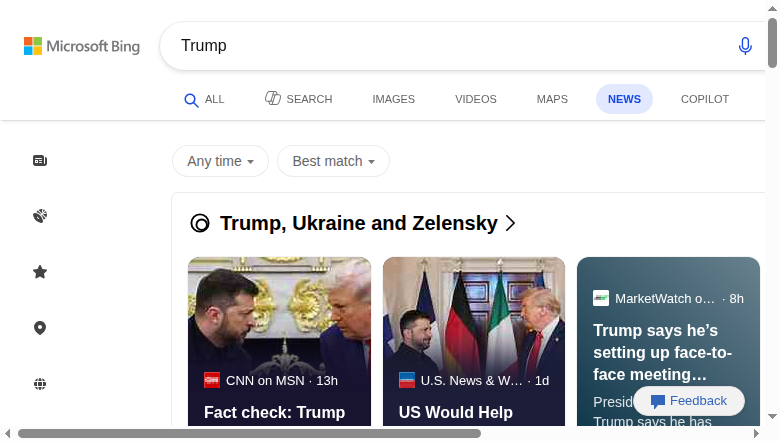 Microsoft Bing
Trump
ALL
SEARCH
IMAGES
VIDEOS
MAPS
NEWS
COPILOT
Any time
Best match
Trump, Ukraine and Zelensky
CNN on MSN · 13h
Fact check: Trump
U.S. News & W… · 1d
US Would Help
MarketWatch o… · 8h
Trump says he’s
setting up face-to-
face meeting…
Presid
Trump says he has
Feedback